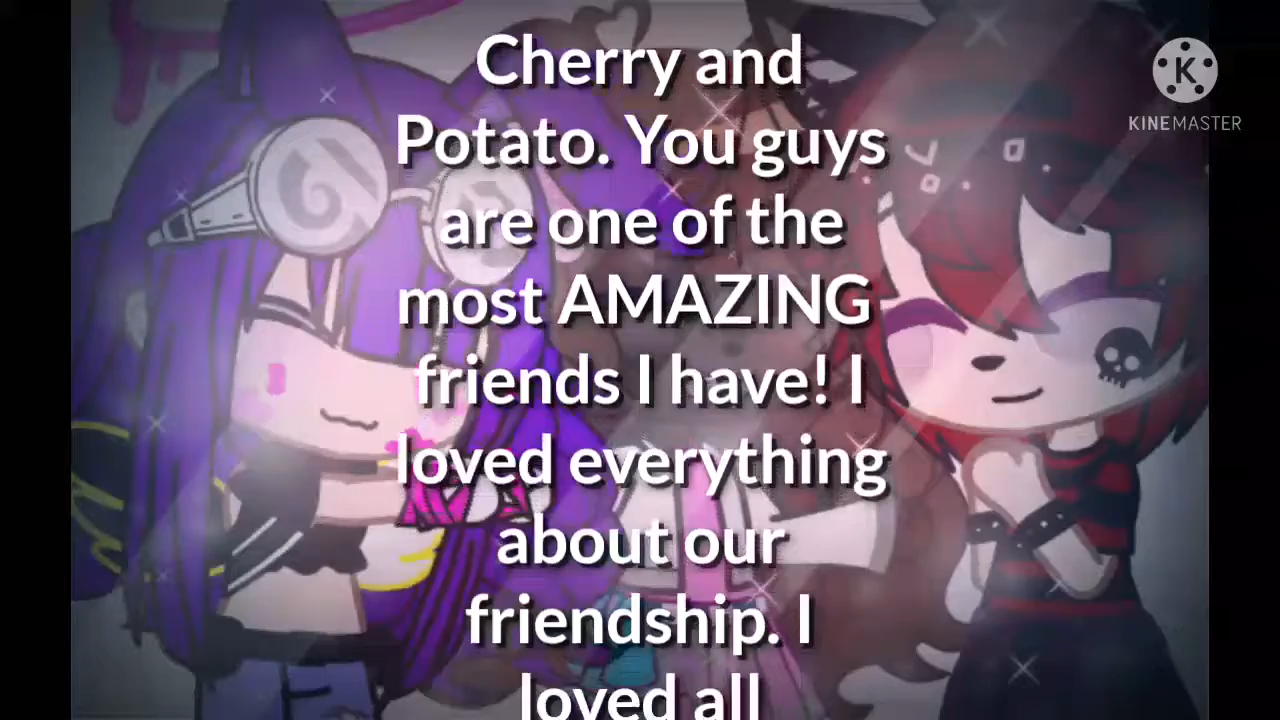 Cherry and
Potato. You guys
are one of the
most AMAZING
friends I have! I
loved everything
about our
friendship. I
loved all
K
KINEMASTER